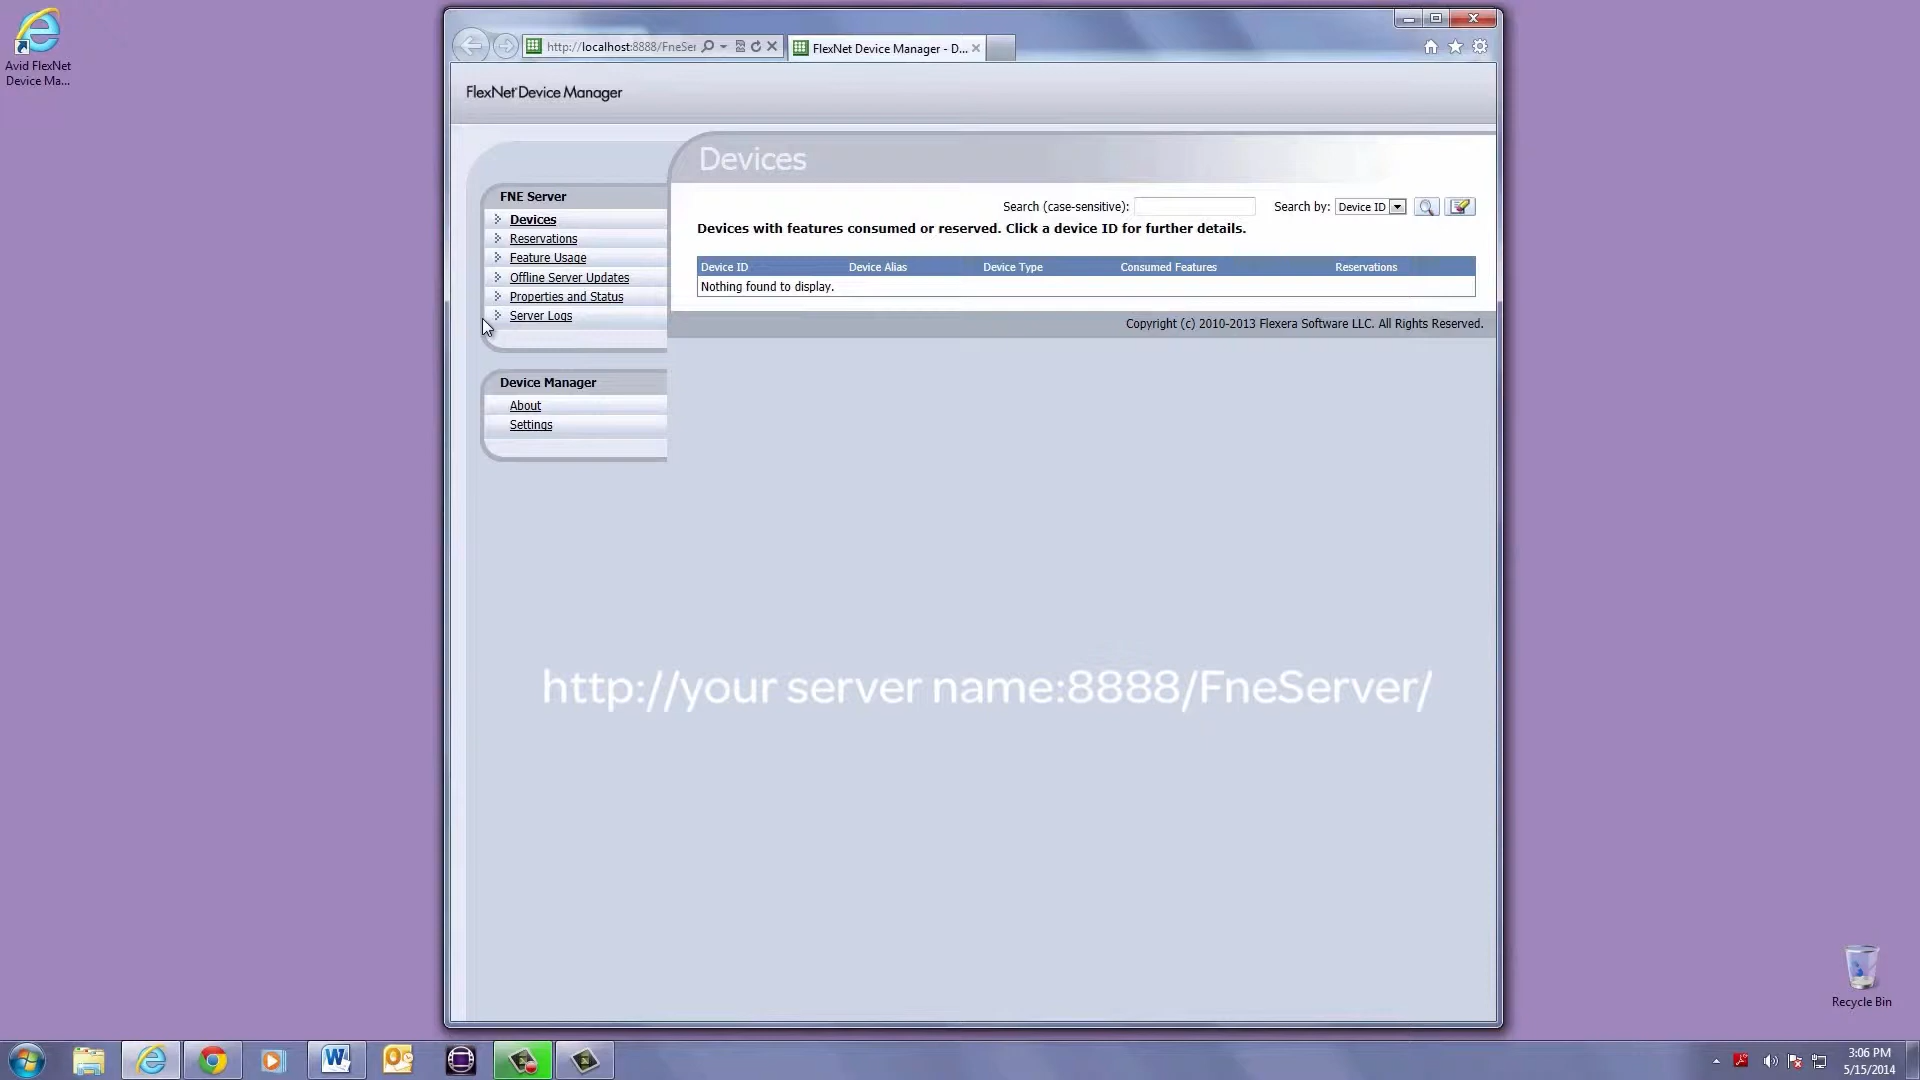 Avid FlexNet
Device Ma...
http://localhost:8888/FneSer
FlexNet Device Manager - D...
FlexNet Device Manager
Devices
FNE Server
Devices
Reservations
Feature Usage
Offline Server Updates
Properties and Status
Server Logs
Device Manager
About
Settings
Search (case-sensitive):
Search by: Device ID
Devices with features consumed or reserved. Click a device ID for further details.
Device ID Device Alias Device Type Consumed Features Reservations
Nothing found to display.
Copyright (c) 2010-2013 Flexera Software LLC. All Rights Reserved.
http://your server name:8888/FneServer/
Recycle Bin
3:06 PM
5/15/2014